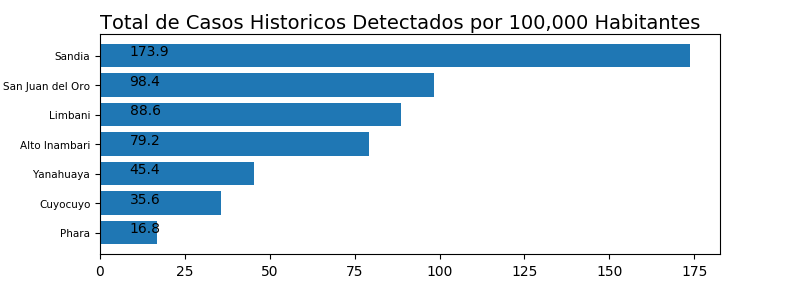 Total de Casos Historicos Detectados por 100,000 Habitantes
Sandia 173.9
San Juan del Oro 98.4
Limbani 88.6
Alto Inambari 79.2
Yanahuaya 45.4
Cuyocuyo 35.6
Phara 16.8
0 25 50 75 100 125 150 175